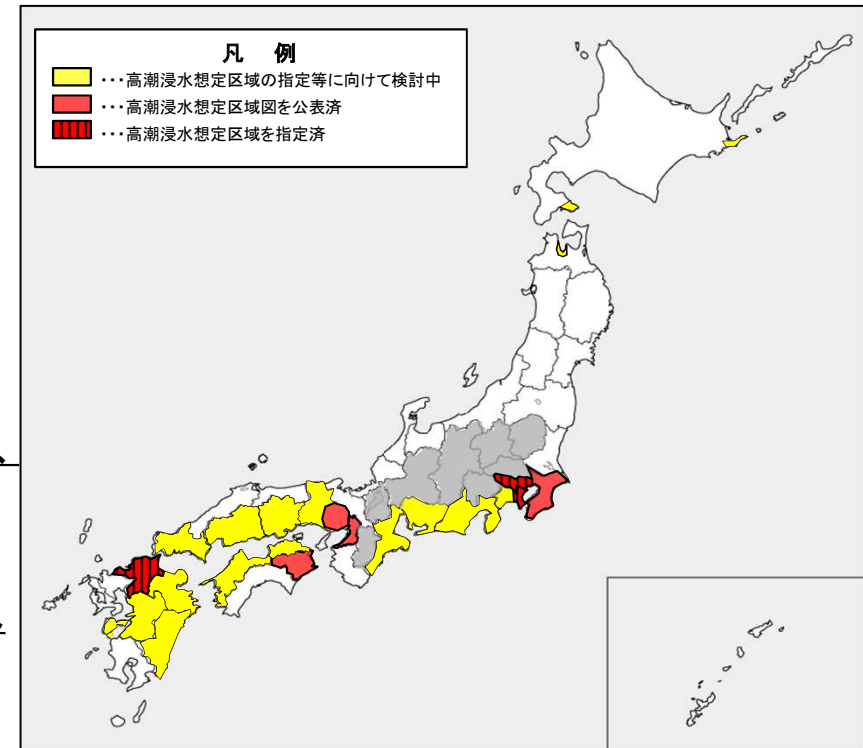 凡 例
・・・高潮浸水想定区域の指定等に向けて検討中
・・・高潮浸水想定区域図を公表済
・・・高潮浸水想定区域を指定済